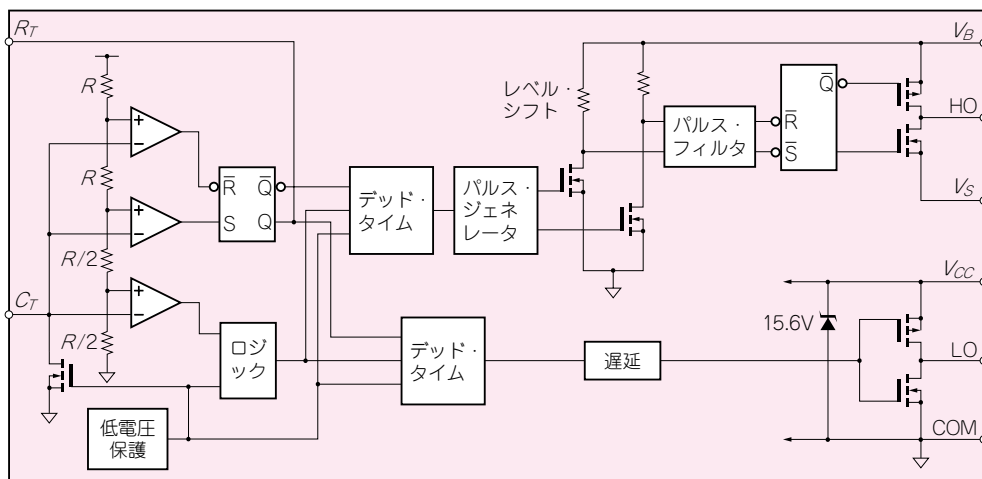 R_T
V_B
R
レベル・
シフト
Q̅
HO
パルス・
フィルタ
R̅
S̅
R
R̅
Q̅
S
Q
デッド・
タイム
パルス・
ジェネ
レータ
V_S
R/2
V_CC
C_T
15.6V
R/2
ロジ
ック
デッド・
タイム
遅延
LO
低電圧
保護
COM